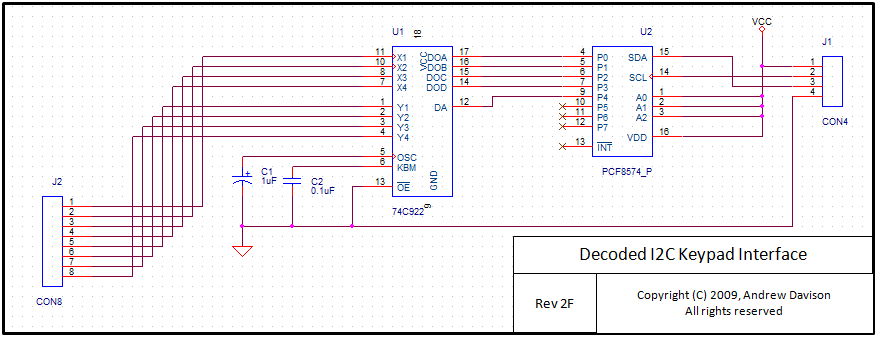 U1
18
11 X1 VCC DOA 17
10 X2 DOB 16
8 X3 DOC 15
7 X4 DOD 14
1 Y1 DA 12
2 Y2
3 Y3
4 Y4
5 OSC
6 KBM
13 OE GND
9
74C922
U2
4 P0 SDA 15
5 P1
6 P2 SCL 14
7 P3
9 P4 A0 1
10 P5 A1 2
11 P6 A2 3
12 P7
VDD 16
13 INT
PCF8574_P
VCC
J1
1
2
3
4
CON4
C1
1uF
+
C2
0.1uF
J2
1
2
3
4
5
6
7
8
CON8
Decoded I2C Keypad Interface
Rev 2F
Copyright (C) 2009, Andrew Davison
All rights reserved